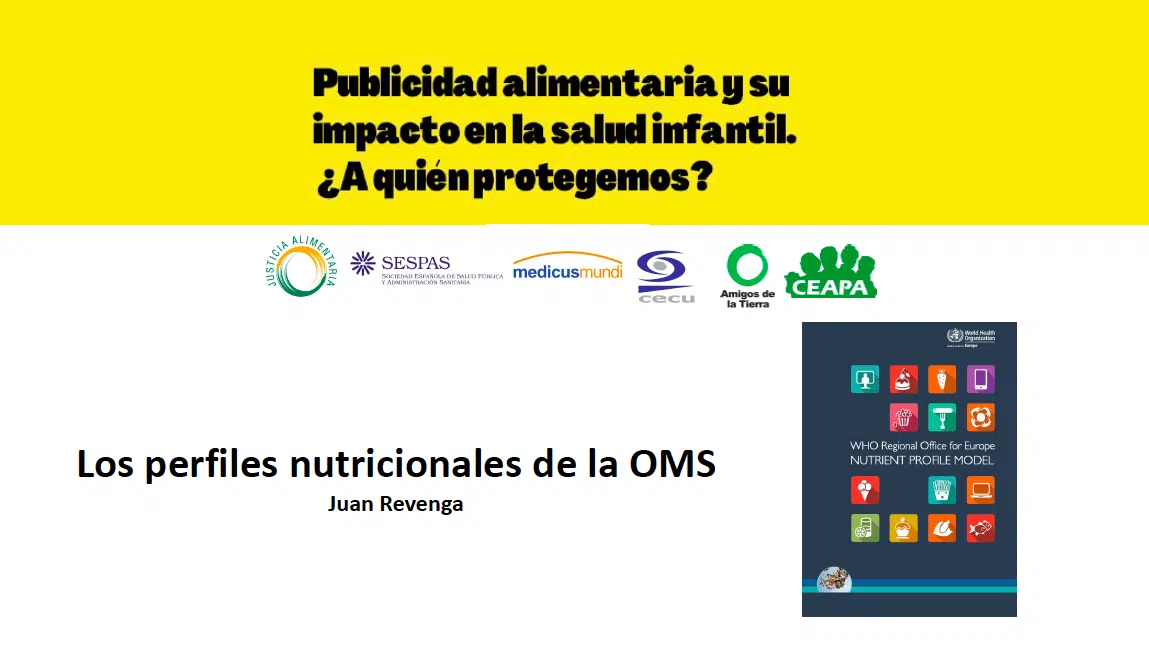 Publicidad alimentaria y su
impacto en la salud infantil.
¿A quién protegemos?
JUSTICIA ALIMENTARIA
SESPAS
SOCIEDAD ESPAÑOLA DE SALUD PÚBLICA
Y ADMINISTRACIÓN SANITARIA
medicusmundi
cecu
Amigos de
la Tierra
CEAPA
World Health
Organization
Europe
WHO Regional Office for Europe
NUTRIENT PROFILE MODEL
Los perfiles nutricionales de la OMS
Juan Revenga